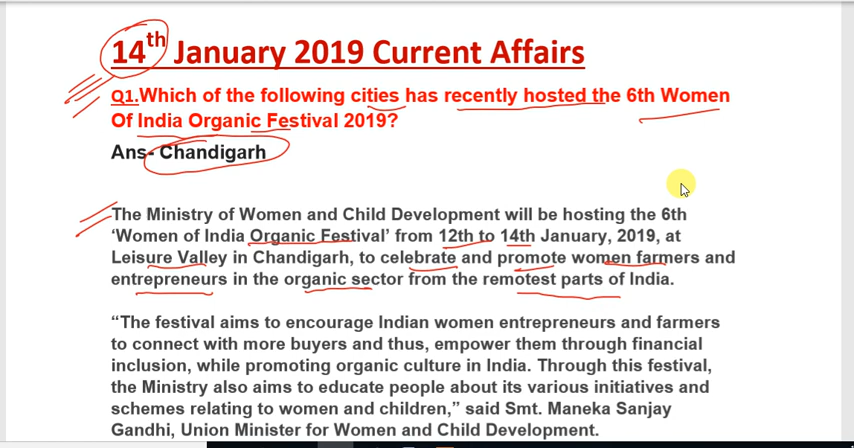 14th January 2019 Current Affairs
Q1.Which of the following cities has recently hosted the 6th Women
Of India Organic Festival 2019?
Ans- Chandigarh
The Ministry of Women and Child Development will be hosting the 6th
‘Women of India Organic Festival’ from 12th to 14th January, 2019, at
Leisure Valley in Chandigarh, to celebrate and promote women farmers and
entrepreneurs in the organic sector from the remotest parts of India.
“The festival aims to encourage Indian women entrepreneurs and farmers
to connect with more buyers and thus, empower them through financial
inclusion, while promoting organic culture in India. Through this festival,
the Ministry also aims to educate people about its various initiatives and
schemes relating to women and children,” said Smt. Maneka Sanjay
Gandhi, Union Minister for Women and Child Development.